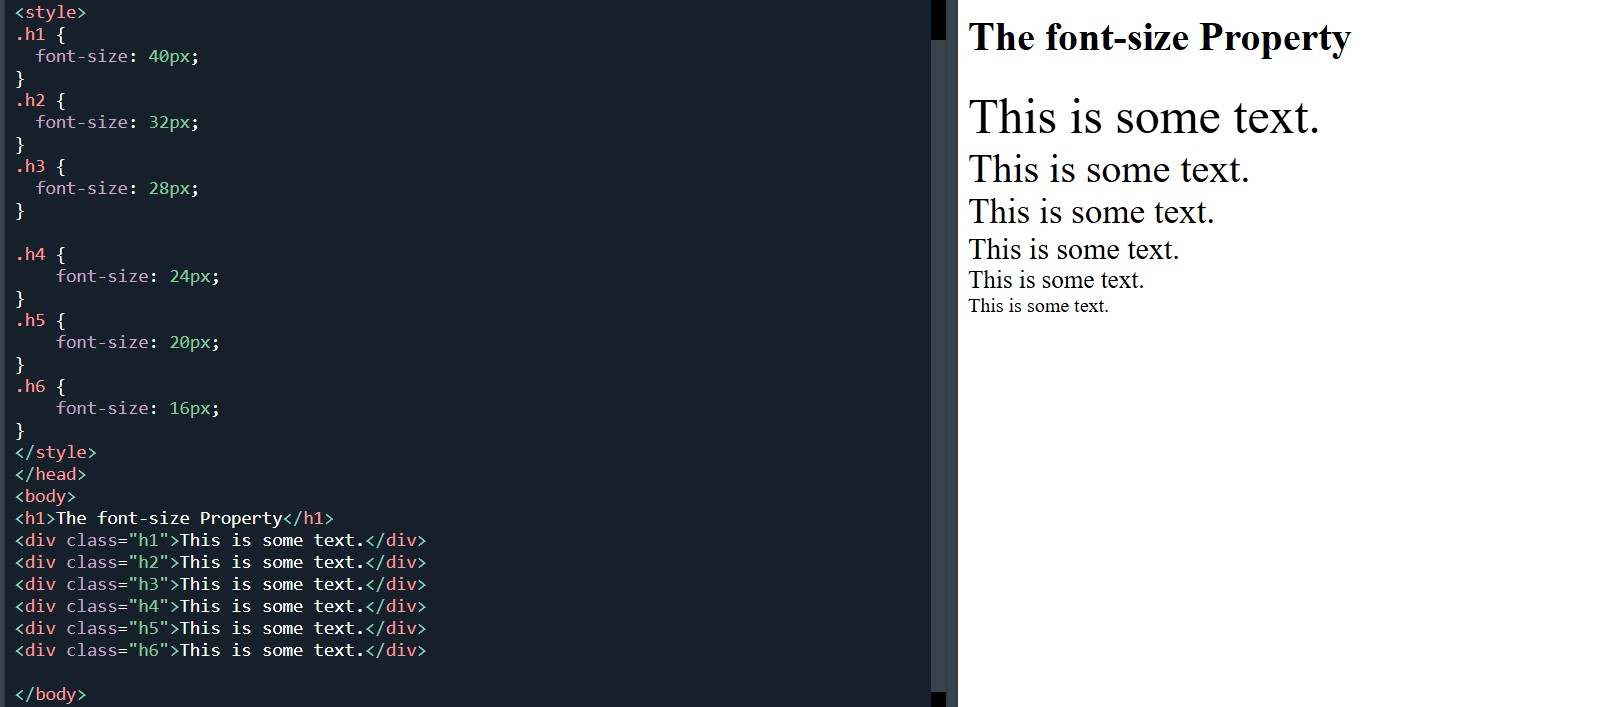 <style>
.h1 {
  font-size: 40px;
}
.h2 {
  font-size: 32px;
}
.h3 {
  font-size: 28px;
}

.h4 {
    font-size: 24px;
}
.h5 {
    font-size: 20px;
}
.h6 {
    font-size: 16px;
}
</style>
</head>
<body>
<h1>The font-size Property</h1>
<div class="h1">This is some text.</div>
<div class="h2">This is some text.</div>
<div class="h3">This is some text.</div>
<div class="h4">This is some text.</div>
<div class="h5">This is some text.</div>
<div class="h6">This is some text.</div>

</body>
The font-size Property
This is some text.
This is some text.
This is some text.
This is some text.
This is some text.
This is some text.